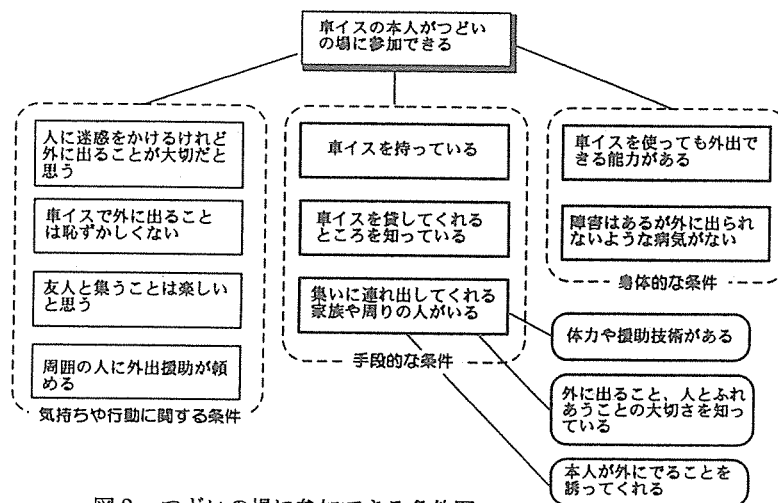 車イスの本人がつどい
の場に参加できる
人に迷惑をかけるけれど
外に出ることが大切だと
思う
車イスで外に出ること
は恥ずかしくない
友人と集うことは楽しい
と思う
周囲の人に外出援助が頼
める
気持ちや行動に関する条件
車イスを持っている
車イスを貸してくれる
ところを知っている
集いに連れ出してくれる
家族や周りの人がいる
手段的な条件
車イスを使っても外出で
きる能力がある
障害はあるが外に出られ
ないような病気がない
身体的な条件
体力や援助技術がある
外に出ること、人とふれ
あうことの大切さを知っ
ている
本人が外にでることを
誘ってくれる
つどいの場に参加できる条件